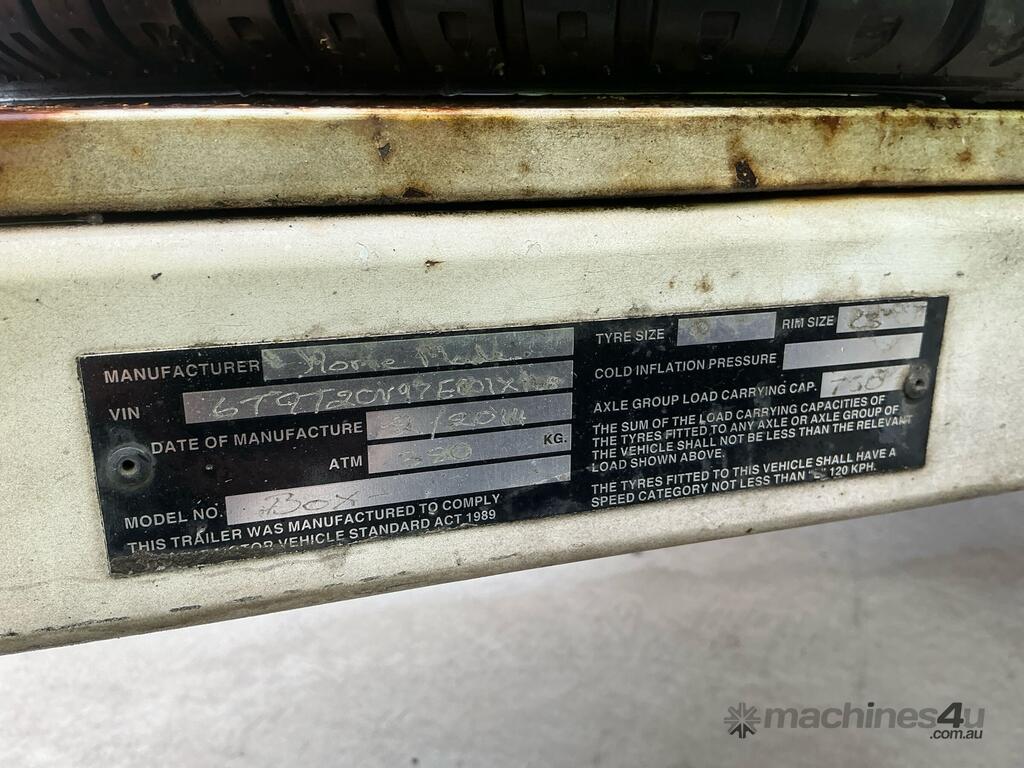 MANUFACTURER Home Made
VIN
DATE OF MANUFACTURE
ATM KG.
MODEL NO. BOX
THIS TRAILER WAS MANUFACTURED TO COMPLY
MOTOR VEHICLE STANDARD ACT 1989
TYRE SIZE RIM SIZE
COLD INFLATION PRESSURE
AXLE GROUP LOAD CARRYING CAP. 750
THE SUM OF THE LOAD CARRYING CAPACITIES OF
THE TYRES FITTED TO ANY AXLE OR AXLE GROUP OF
THE VEHICLE SHALL NOT BE LESS THAN THE RELEVANT
LOAD SHOWN ABOVE.
THE TYRES FITTED TO THIS VEHICLE SHALL HAVE A
SPEED CATEGORY NOT LESS THAN 120 KPH.
machines4u
.com.au